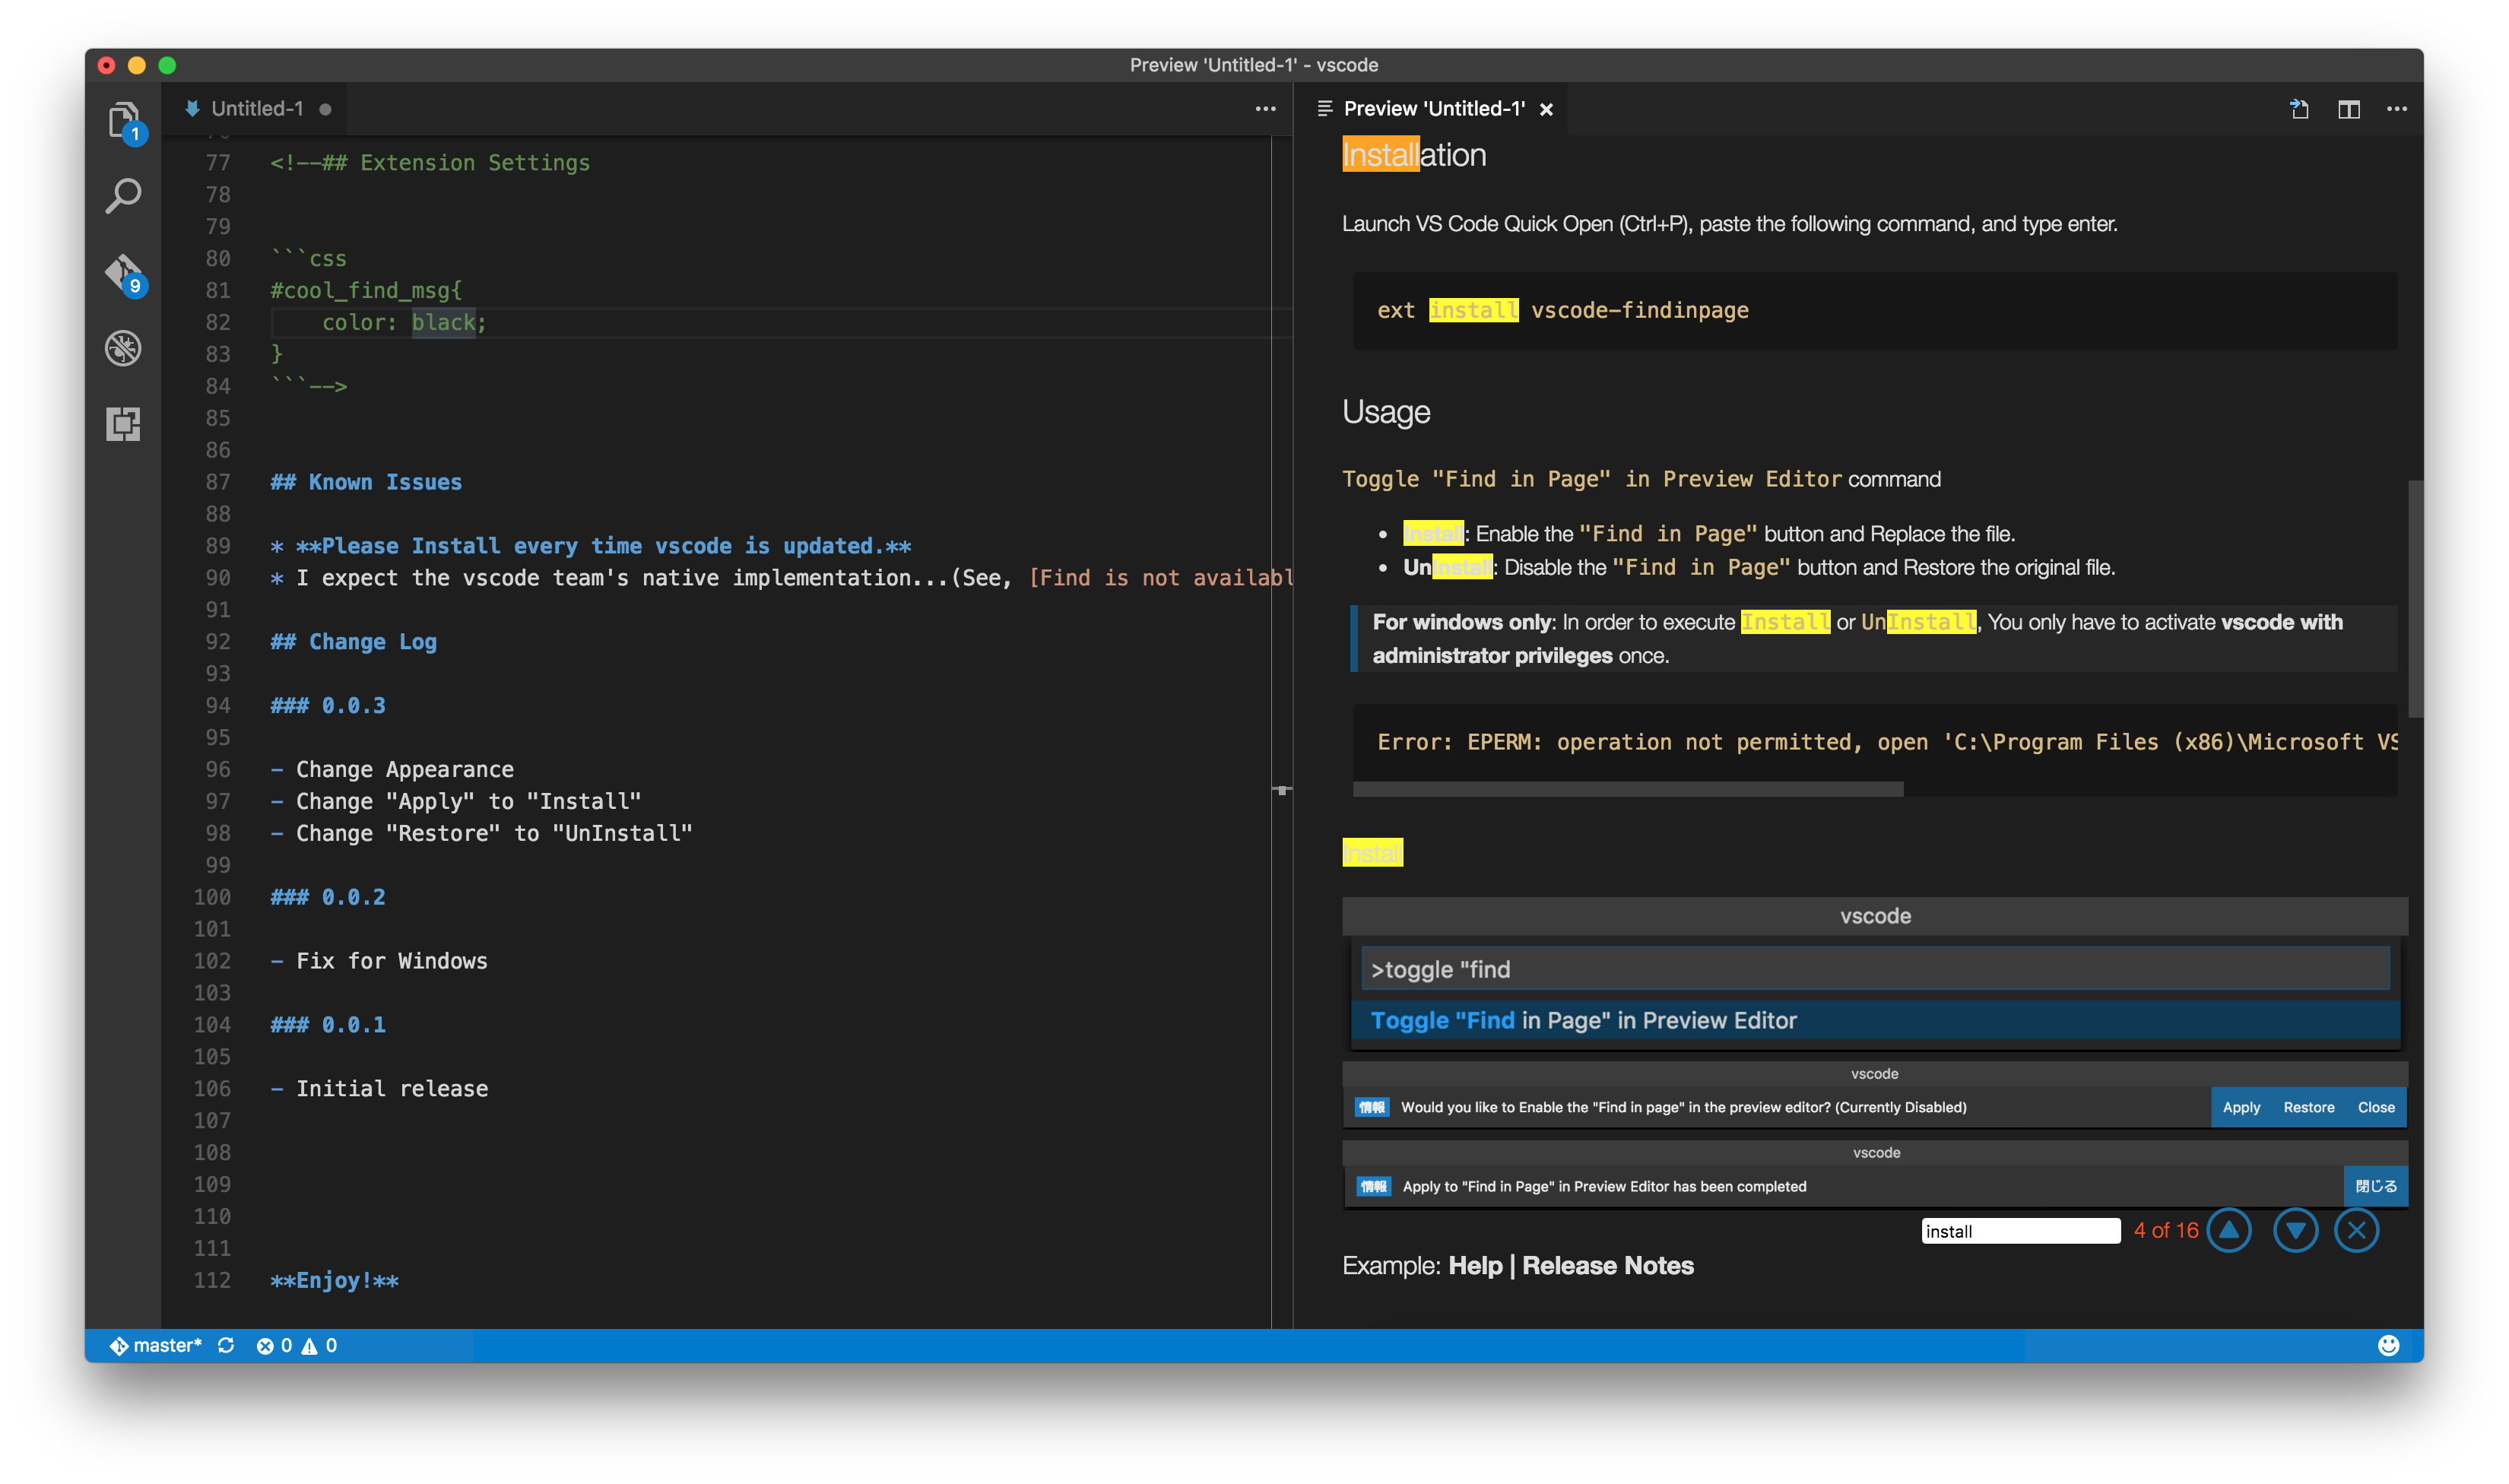 Preview 'Untitled-1' - vscode
Untitled-1
1
9
77 <!--## Extension Settings
78
79
80 ```css
81 #cool_find_msg{
82 color: black;
83 }
84 ```-->
85
86
87 ## Known Issues
88
89 * **Please Install every time vscode is updated.**
90 * I expect the vscode team's native implementation...(See, [Find is not availabl
91
92 ## Change Log
93
94 ### 0.0.3
95
96 - Change Appearance
97 - Change "Apply" to "Install"
98 - Change "Restore" to "UnInstall"
99
100 ### 0.0.2
101
102 - Fix for Windows
103
104 ### 0.0.1
105
106 - Initial release
107
108
109
110
111
112 **Enjoy!**
Preview 'Untitled-1'
Installation
Launch VS Code Quick Open (Ctrl+P), paste the following command, and type enter.
ext install vscode-findinpage
Usage
Toggle "Find in Page" in Preview Editor command
• Install: Enable the "Find in Page" button and Replace the file.
• UnInstall: Disable the "Find in Page" button and Restore the original file.
For windows only: In order to execute Install or UnInstall, You only have to activate vscode with
administrator privileges once.
Error: EPERM: operation not permitted, open 'C:\Program Files (x86)\Microsoft VS
Install
vscode
>toggle "find
Toggle "Find in Page" in Preview Editor
vscode
情報 Would you like to Enable the "Find in page" in the preview editor? (Currently Disabled) Apply Restore Close
vscode
情報 Apply to "Find in Page" in Preview Editor has been completed 閉じる
install 4 of 16
Example: Help | Release Notes
master* 0 0